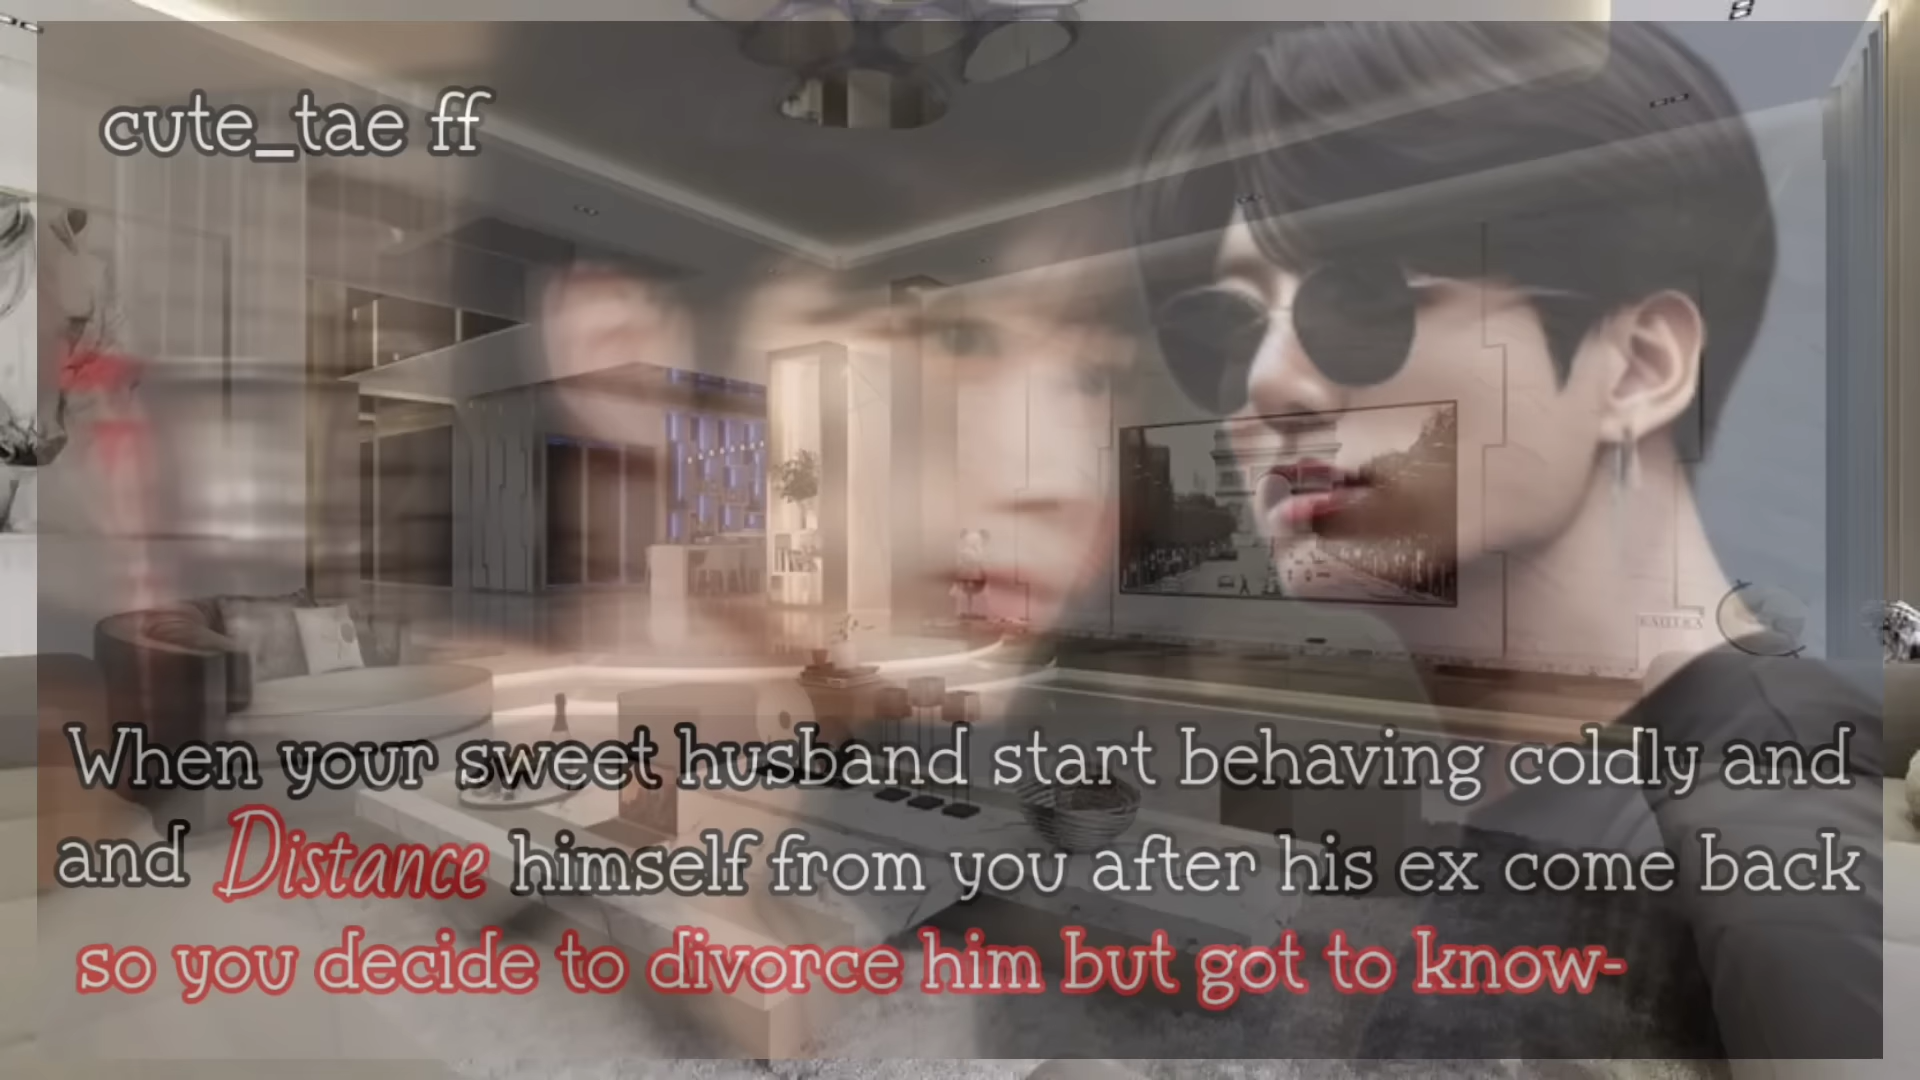 cute_tae ff
When your sweet husband start behaving coldly and
and Distance himself from you after his ex come back
so you decide to divorce him but got to know-